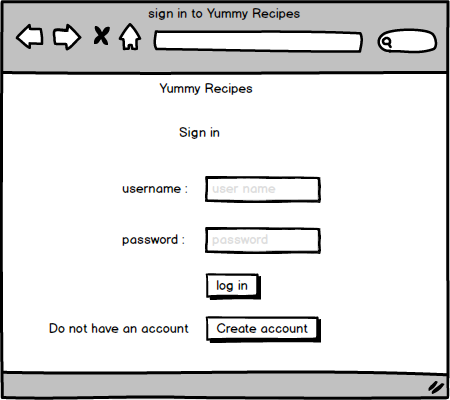 sign in to Yummy Recipes
Yummy Recipes
Sign in
username : user name
password : password
log in
Do not have an account Create account